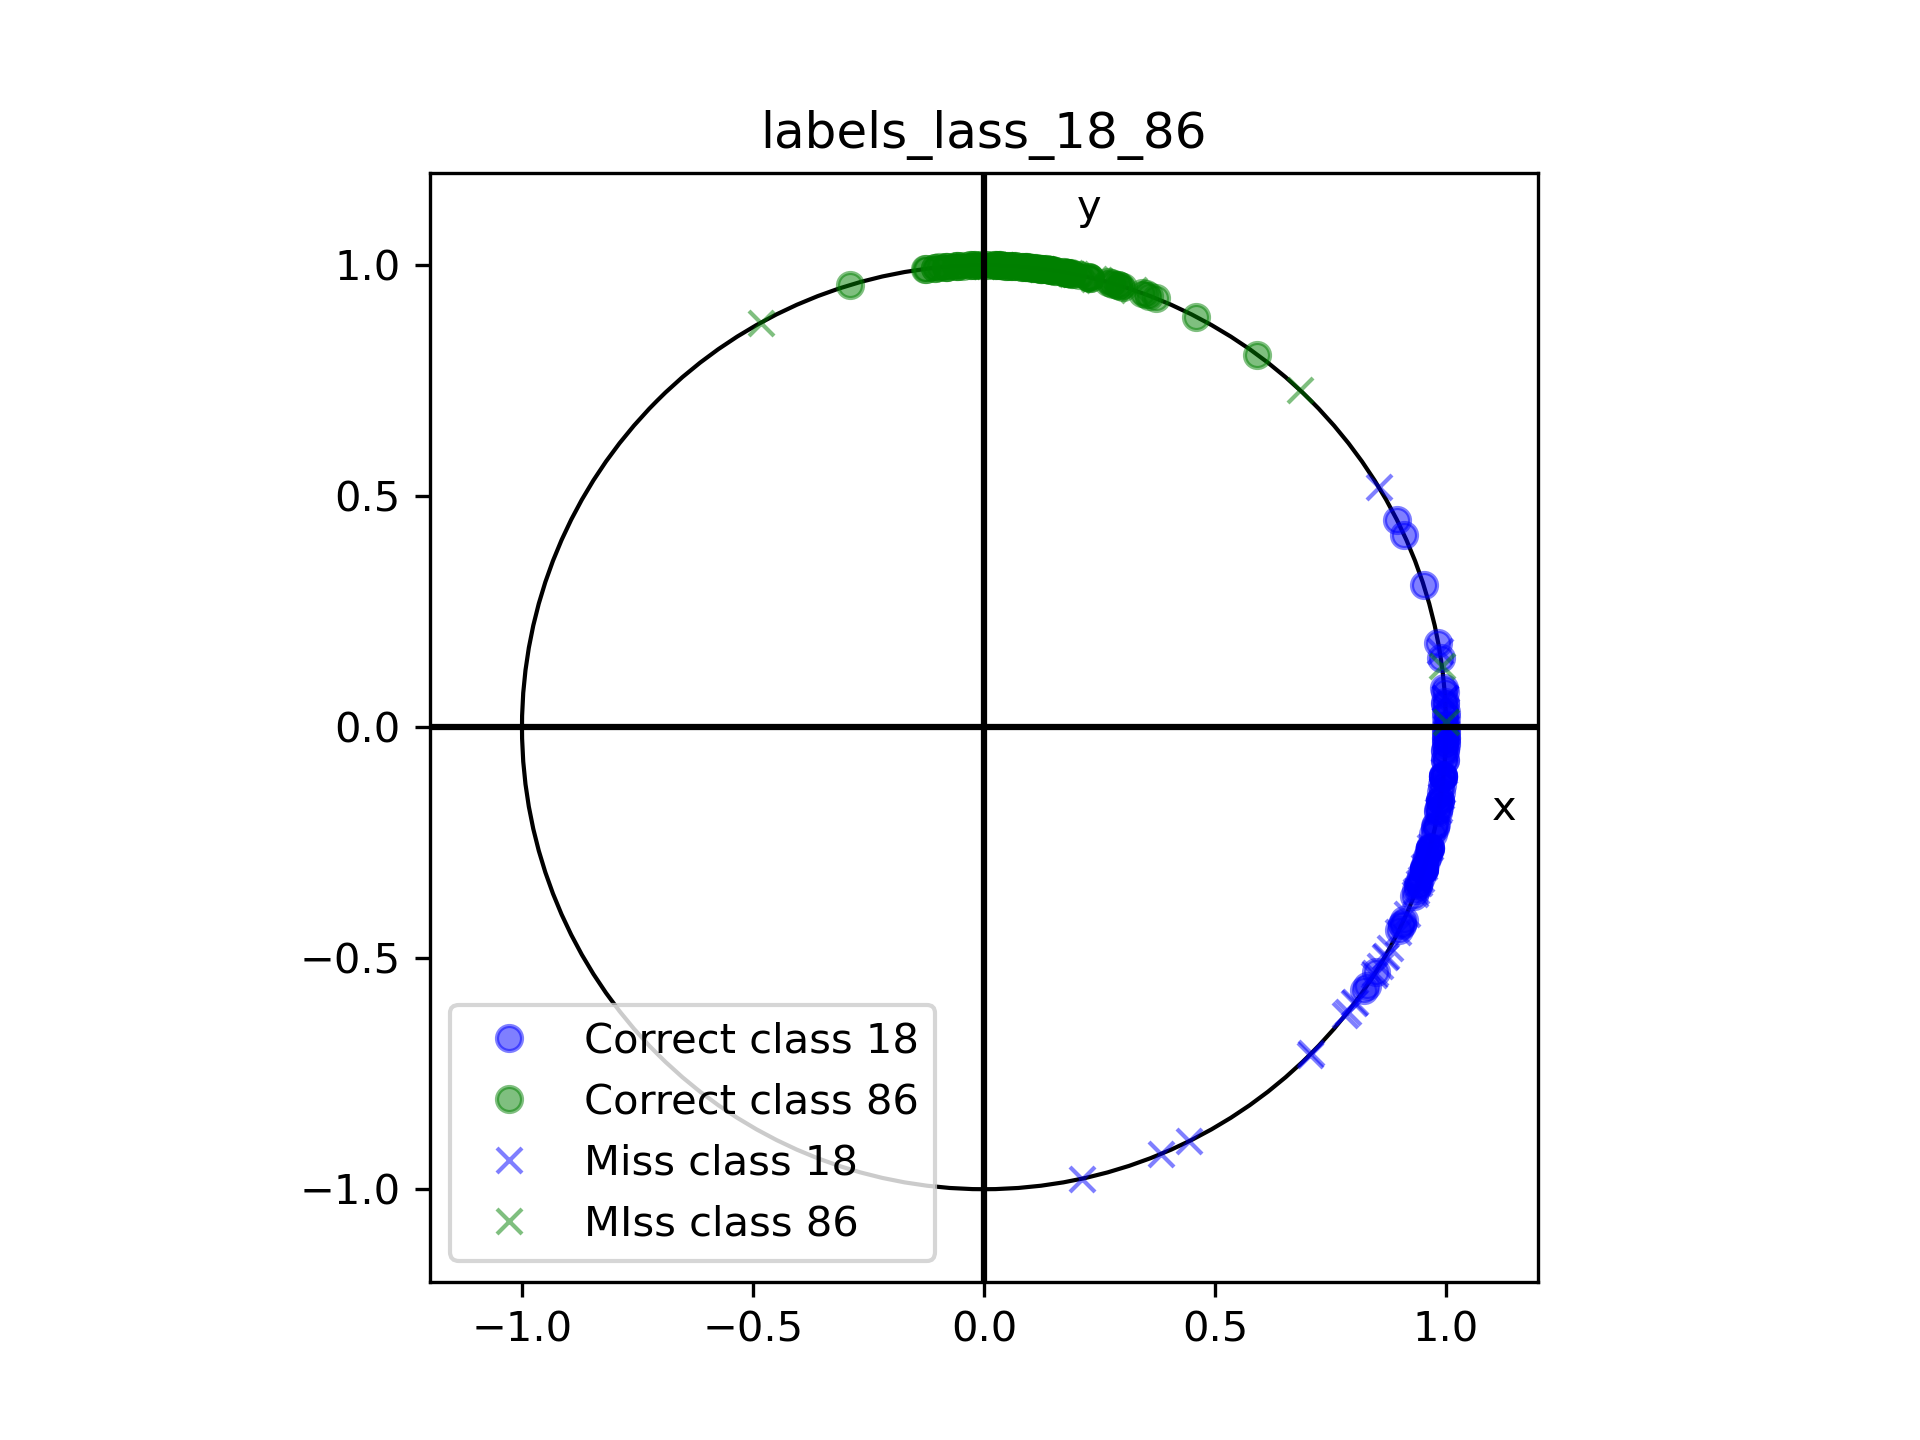 labels_lass_18_86
y
1.0
0.5
0.0
−0.5
−1.0
x
Correct class 18
Correct class 86
Miss class 18
MIss class 86
−1.0 −0.5 0.0 0.5 1.0